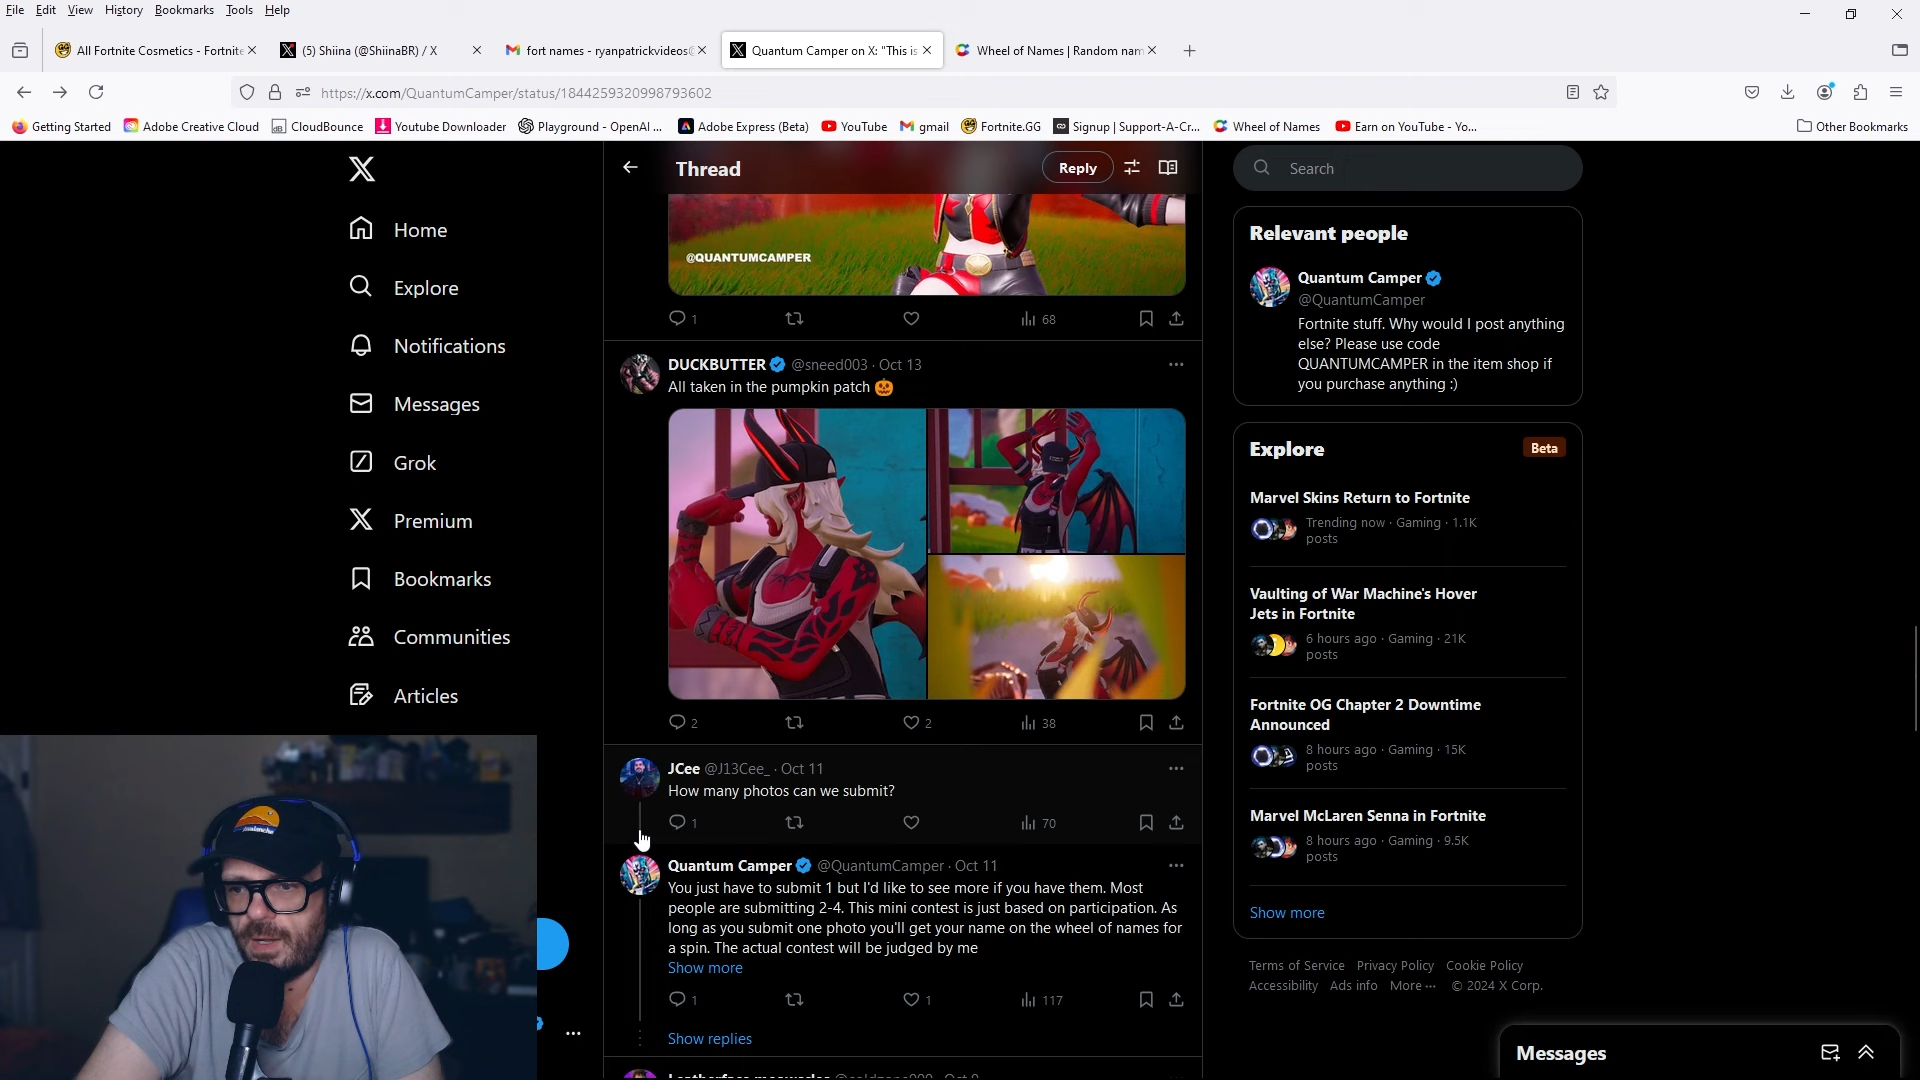 File Edit View History Bookmarks Tools Help
All Fortnite Cosmetics - Fortnite
(5) Shiina (@ShiinaBR) / X
fort names - ryanpatrickvideos@
Quantum Camper on X: "This is
Wheel of Names | Random nam
https://x.com/QuantumCamper/status/1844259320998793602
Getting Started
Adobe Creative Cloud
CloudBounce
Youtube Downloader
Playground - OpenAI ...
Adobe Express (Beta)
YouTube
gmail
Fortnite.GG
Signup | Support-A-Cr...
Wheel of Names
Earn on YouTube - Yo...
Other Bookmarks
Home
Explore
Notifications
Messages
Grok
Premium
Bookmarks
Communities
Articles
Thread
Reply
@QUANTUMCAMPER
1
68
DUCKBUTTER @sneed003 · Oct 13
All taken in the pumpkin patch 🎃
2
2
38
JCee @J13Cee_ · Oct 11
How many photos can we submit?
1
70
Quantum Camper @QuantumCamper · Oct 11
You just have to submit 1 but I'd like to see more if you have them. Most
people are submitting 2-4. This mini contest is just based on participation. As
long as you submit one photo you'll get your name on the wheel of names for
a spin. The actual contest will be judged by me
Show more
1
1
117
Show replies
Search
Relevant people
Quantum Camper
@QuantumCamper
Fortnite stuff. Why would I post anything
else? Please use code
QUANTUMCAMPER in the item shop if
you purchase anything :)
Explore
Beta
Marvel Skins Return to Fortnite
Trending now · Gaming · 1.1K
posts
Vaulting of War Machine's Hover
Jets in Fortnite
6 hours ago · Gaming · 21K
posts
Fortnite OG Chapter 2 Downtime
Announced
8 hours ago · Gaming · 15K
posts
Marvel McLaren Senna in Fortnite
8 hours ago · Gaming · 9.5K
posts
Show more
Terms of Service Privacy Policy Cookie Policy
Accessibility Ads info More ··· © 2024 X Corp.
Messages